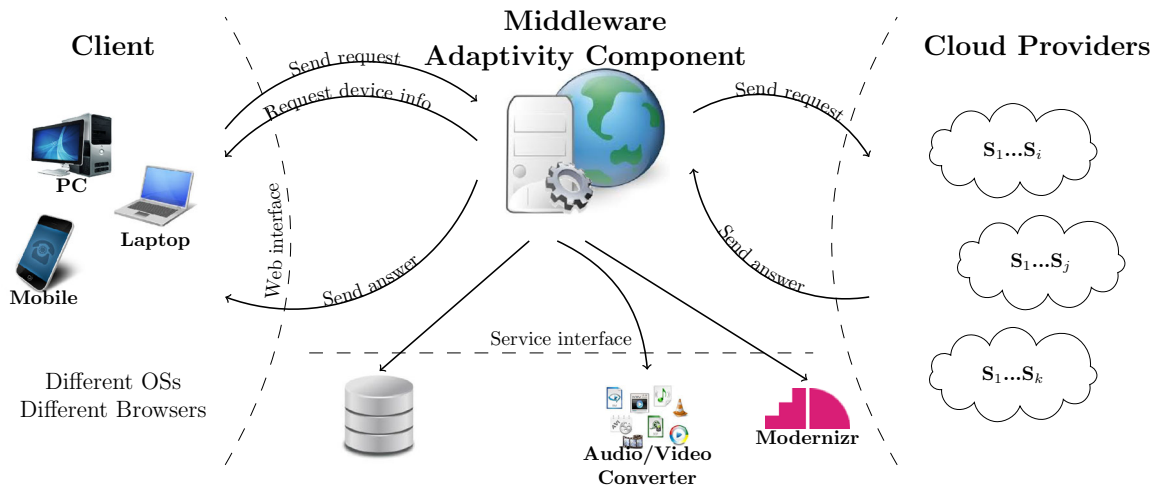 Client
Middleware
Adaptivity Component
Cloud Providers
Send request
Request device info
Send request
PC
Laptop
Mobile
Web interface
Send answer
Send answer
S₁...Sᵢ
S₁...Sⱼ
S₁...Sₖ
Service interface
Different OSs
Different Browsers
Audio/Video
Converter
Modernizr